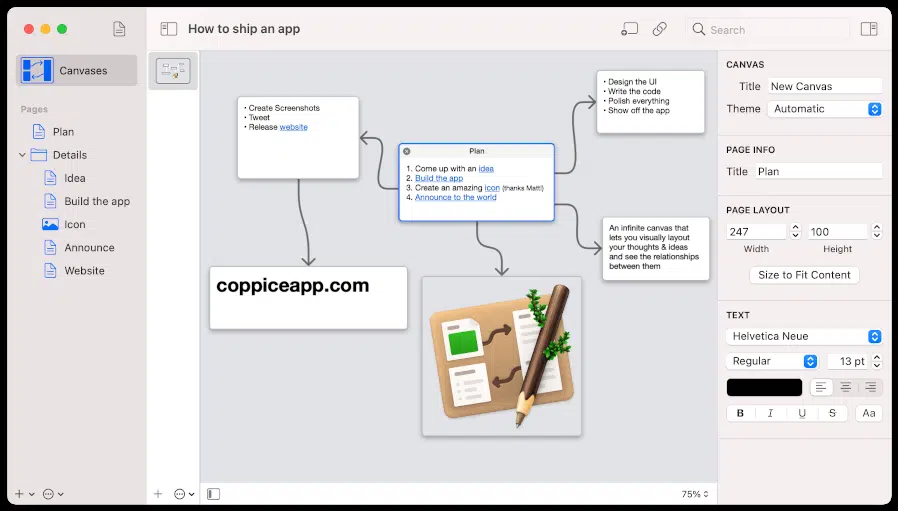 How to ship an app
Search
Canvases
Pages
Plan
Details
Idea
Build the app
Icon
Announce
Website
• Create Screenshots
• Tweet
• Release website
Plan
1. Come up with an idea
2. Build the app
3. Create an amazing icon (thanks Matt!)
4. Announce to the world
• Design the UI
• Write the code
• Polish everything
• Show off the app
An infinite canvas that
lets you visually layout
your thoughts & ideas
and see the relationships
between them
coppiceapp.com
75%
CANVAS
Title New Canvas
Theme Automatic
PAGE INFO
Title Plan
PAGE LAYOUT
247 100
Width Height
Size to Fit Content
TEXT
Helvetica Neue
Regular 13 pt
B I U S Aa